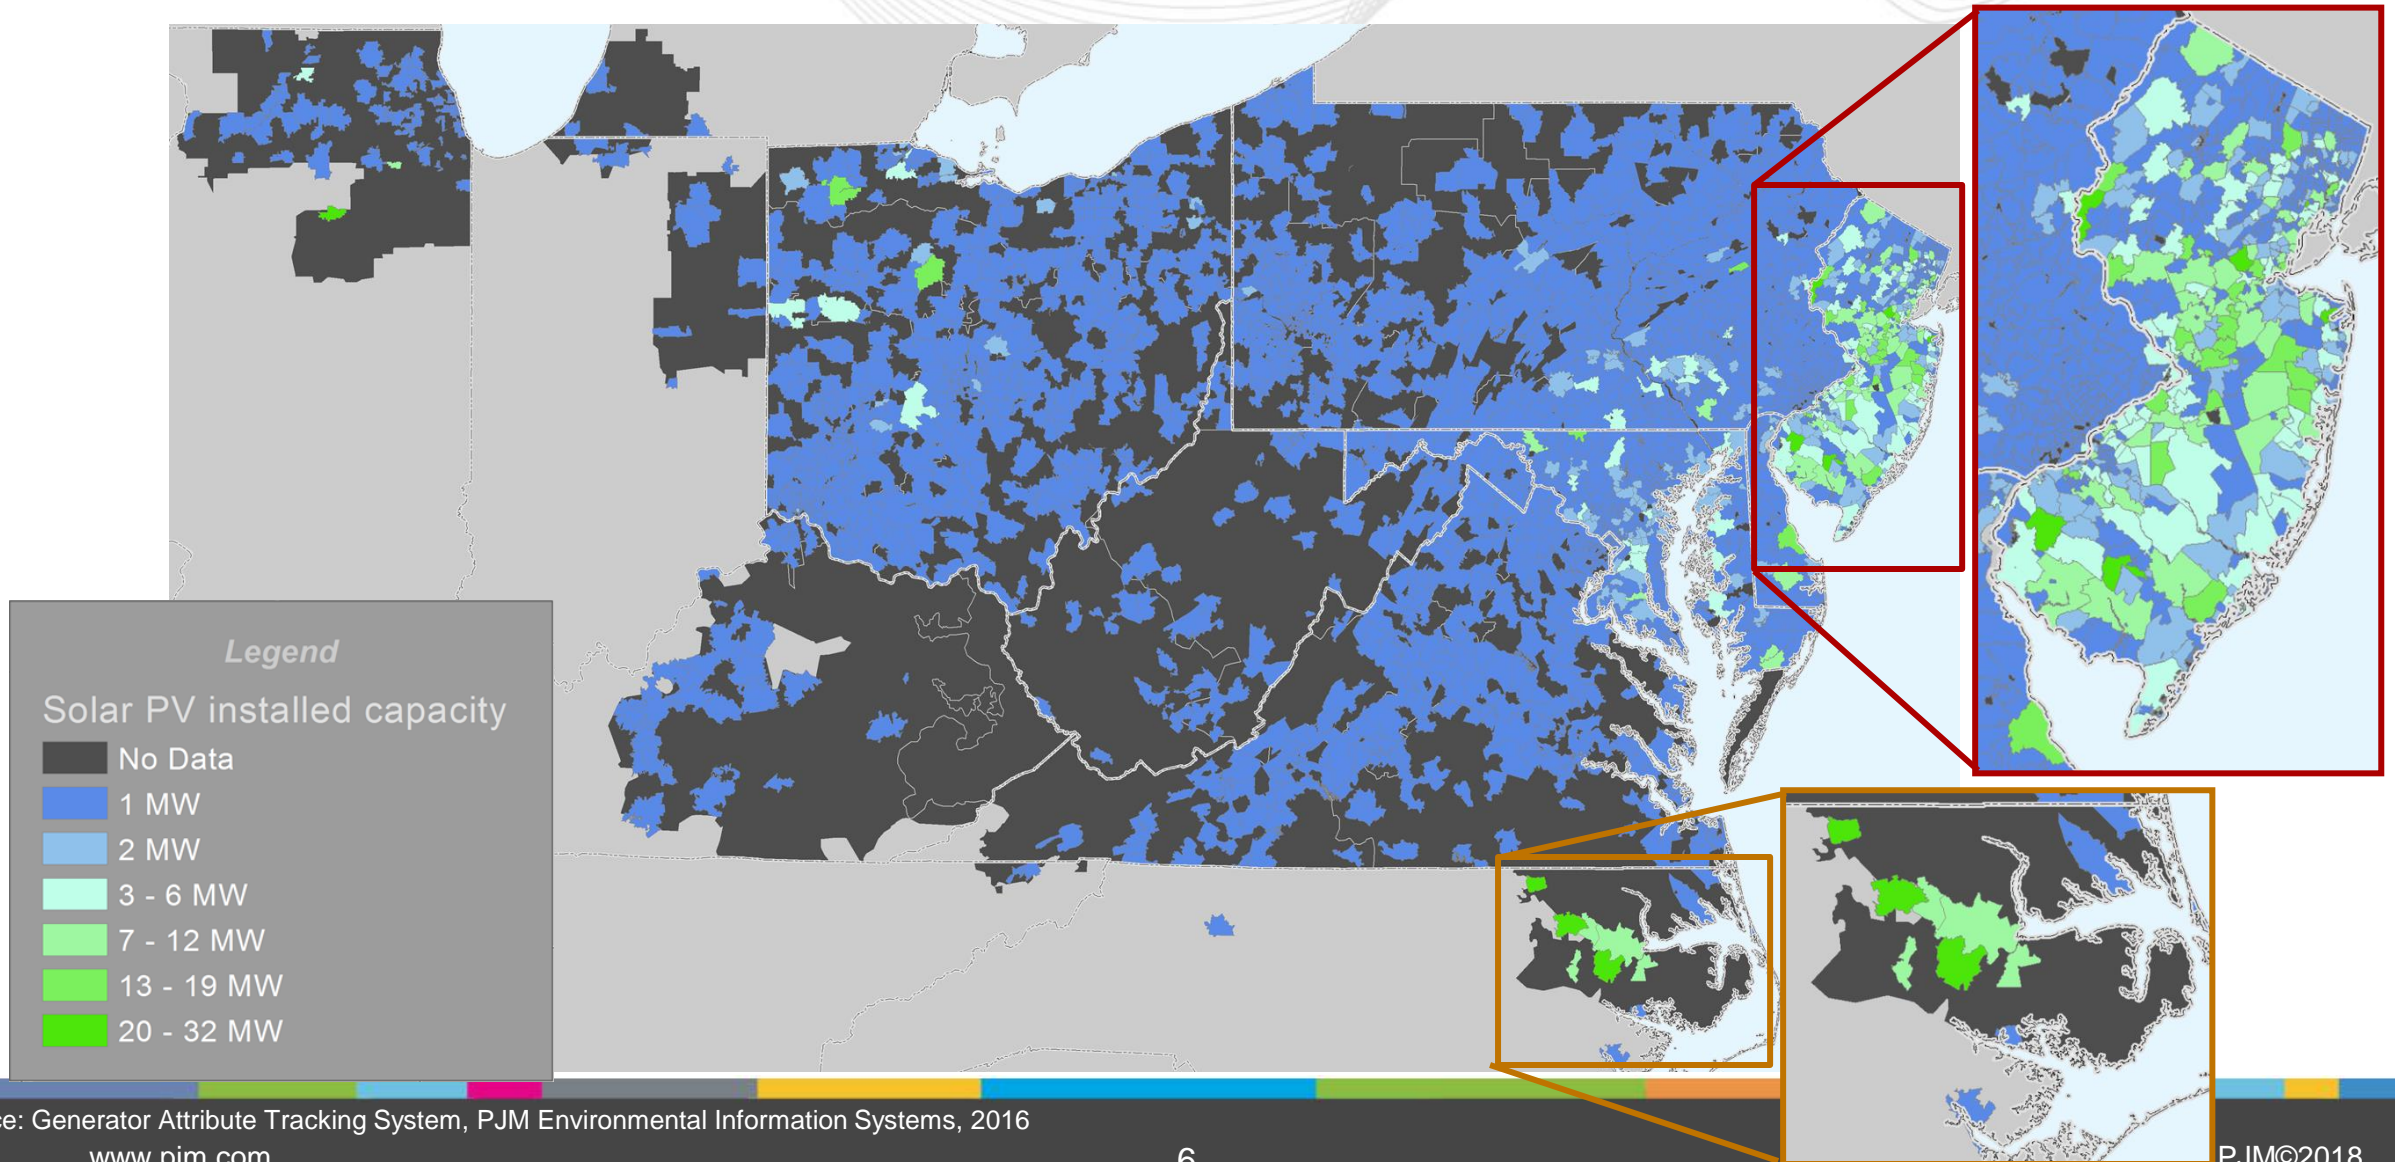 Legend
Solar PV installed capacity
No Data
1 MW
2 MW
3 - 6 MW
7 - 12 MW
13 - 19 MW
20 - 32 MW
ce: Generator Attribute Tracking System, PJM Environmental Information Systems, 2016
www.pjm.com
6
PJM©2018